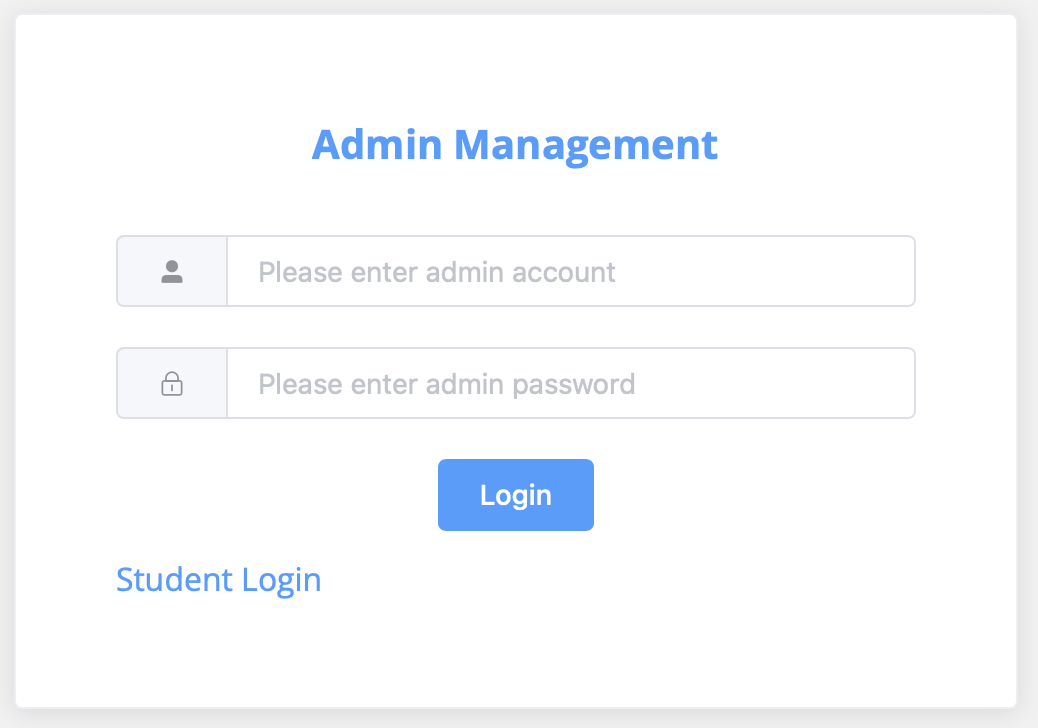 Admin Management
Please enter admin account
Please enter admin password
Login
Student Login